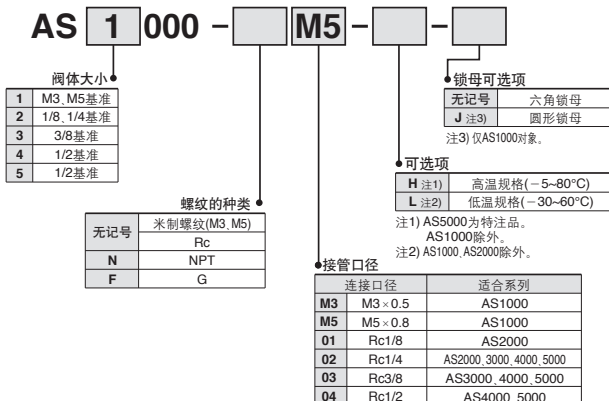 AS 1 000 － M5 － －
阀体大小
1 M3、M5基准
2 1/8、1/4基准
3 3/8基准
4 1/2基准
5 1/2基准
螺纹的种类
无记号 米制螺纹(M3、M5)
Rc
N NPT
F G
锁母可选项
无记号 六角锁母
J 注3) 圆形锁母
注3) 仅AS1000对象。
可选项
H 注1) 高温规格(－5~80°C)
L 注2) 低温规格(－30~60°C)
注1) AS5000为特注品。
AS1000除外。
注2) AS1000、AS2000除外。
接管口径
连接口径 适合系列
M3 M3×0.5 AS1000
M5 M5×0.8 AS1000
01 Rc1/8 AS2000
02 Rc1/4 AS2000、3000、4000、5000
03 Rc3/8 AS3000、4000、5000
04 Rc1/2 AS4000、5000